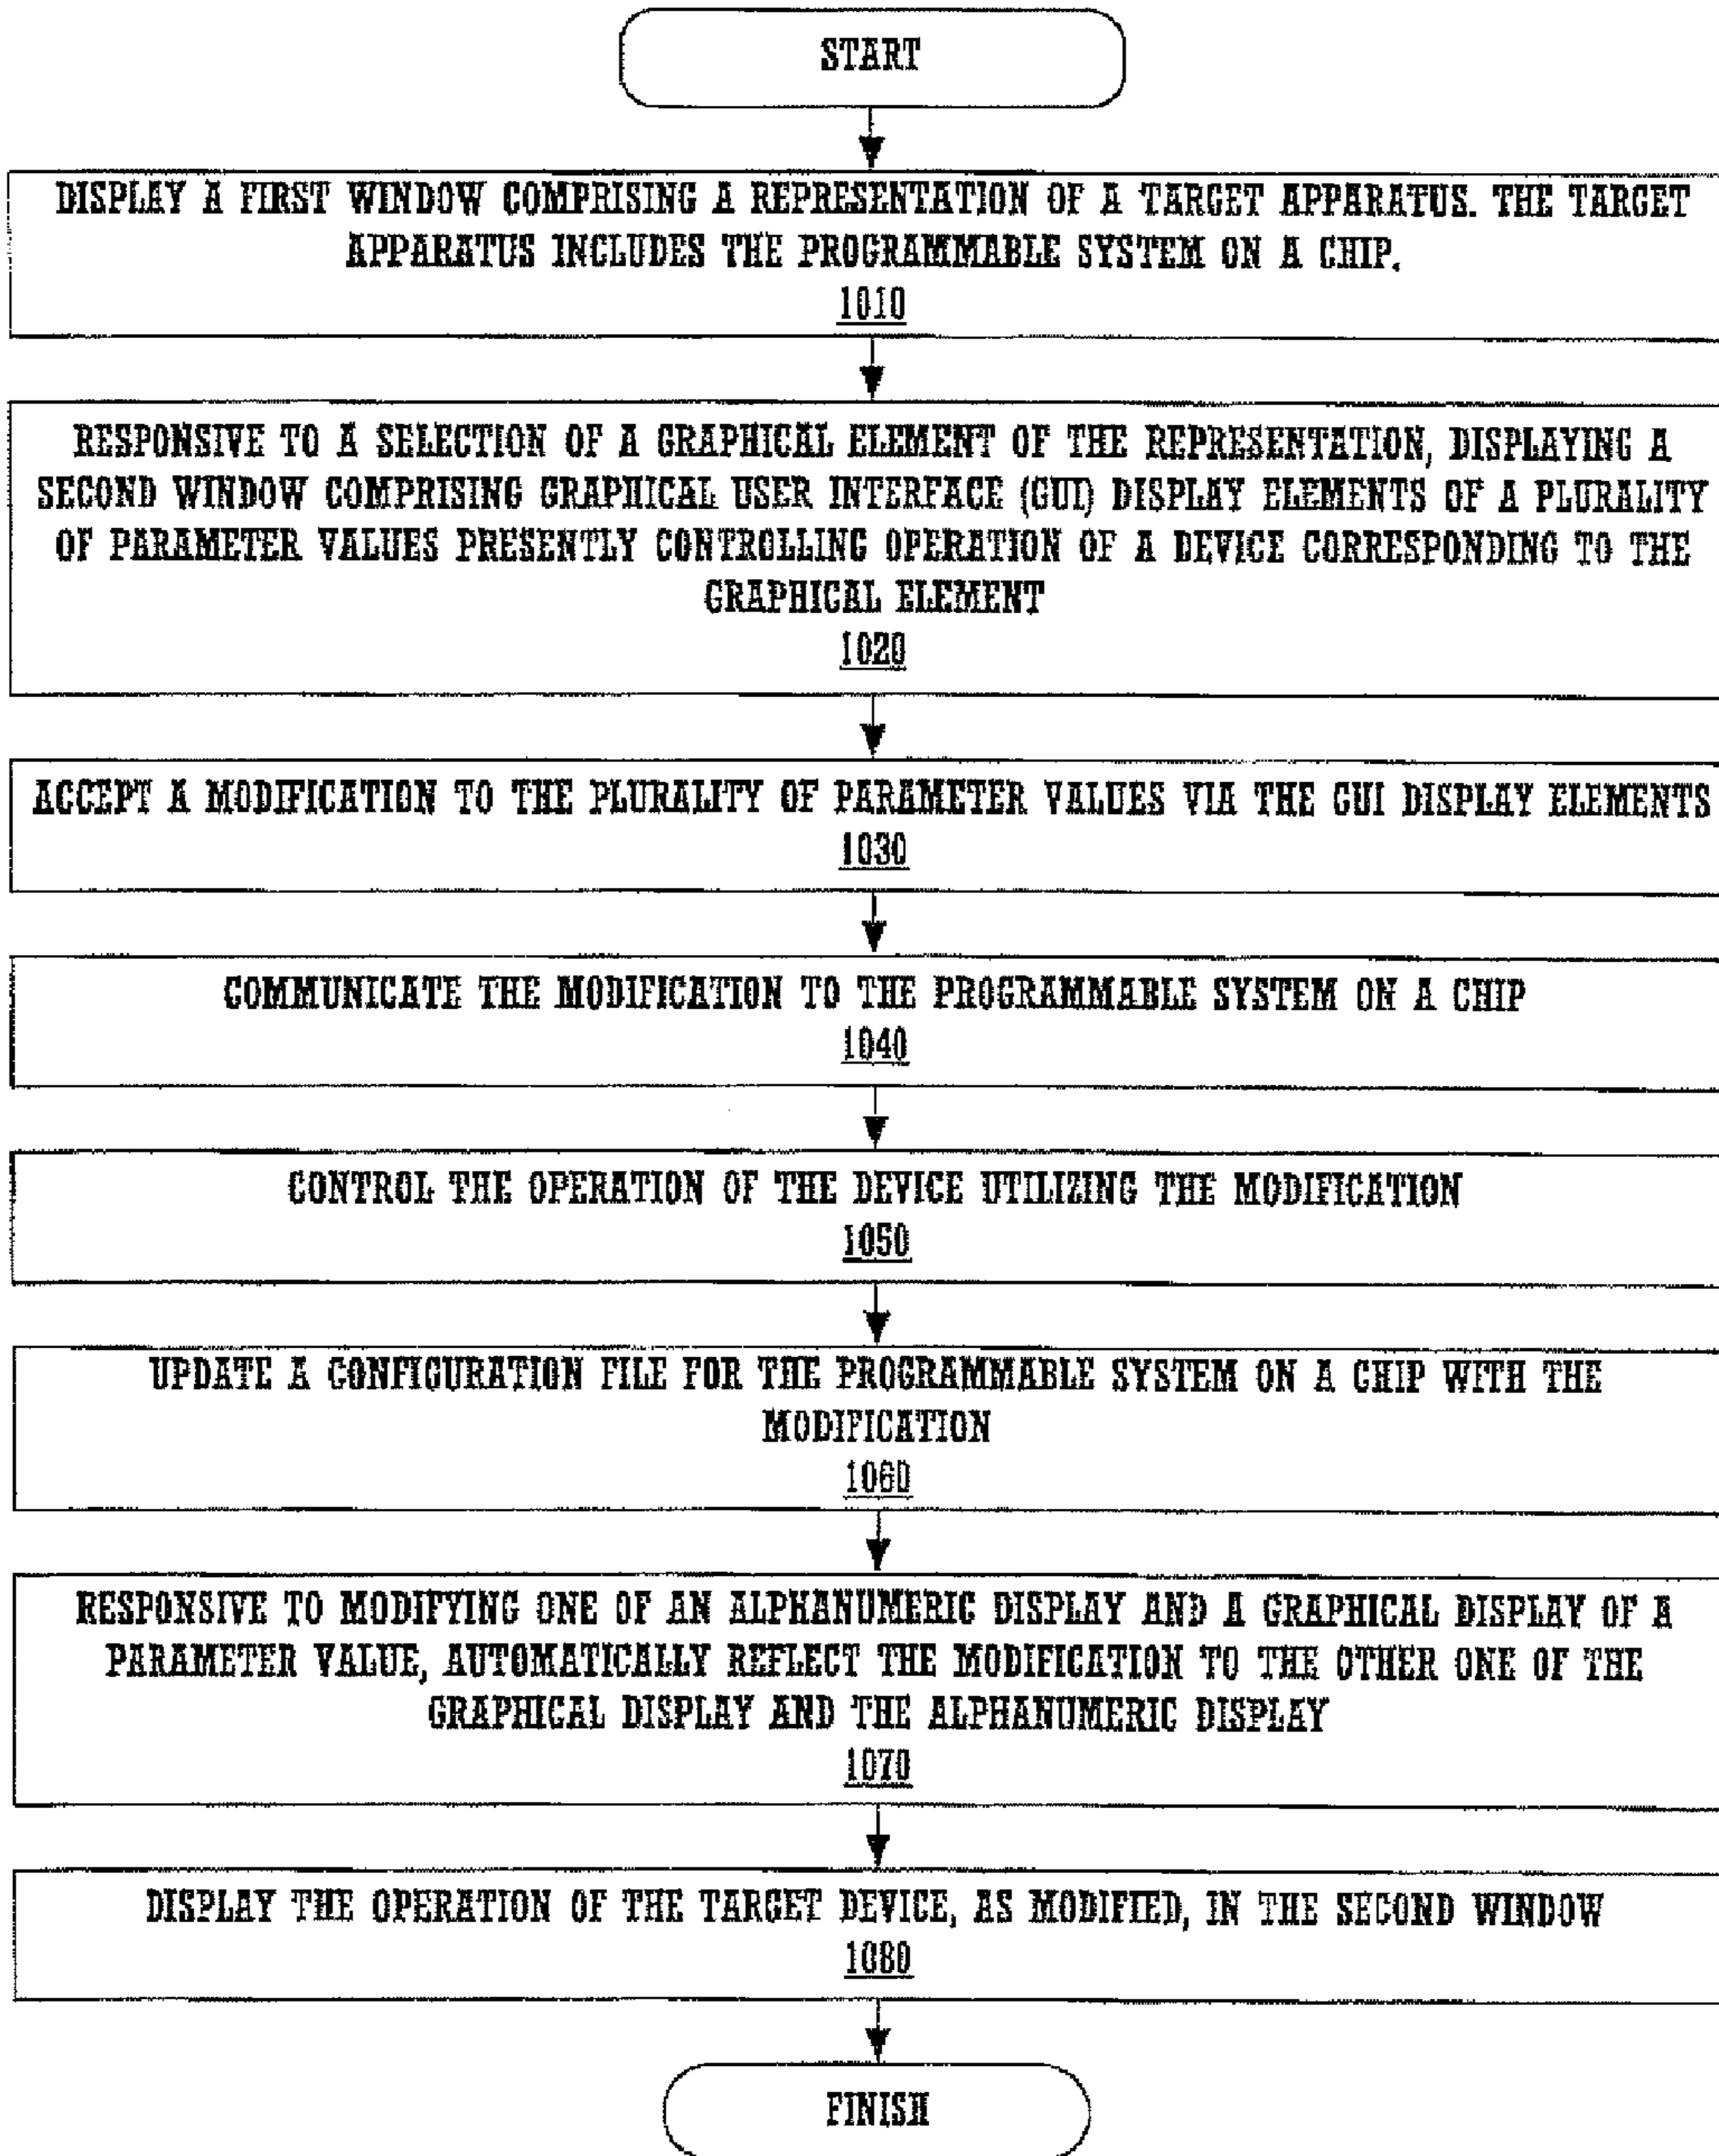 START
DISPLAY A FIRST WINDOW COMPRISING A REPRESENTATION OF A TARGET APPARATUS. THE TARGET
APPARATUS INCLUDES THE PROGRAMMABLE SYSTEM ON A CHIP.
1010
RESPONSIVE TO A SELECTION OF A GRAPHICAL ELEMENT OF THE REPRESENTATION, DISPLAYING A
SECOND WINDOW COMPRISING GRAPHICAL USER INTERFACE (GUI) DISPLAY ELEMENTS OF A PLURALITY
OF PARAMETER VALUES PRESENTLY CONTROLLING OPERATION OF A DEVICE CORRESPONDING TO THE
GRAPHICAL ELEMENT
1020
ACCEPT A MODIFICATION TO THE PLURALITY OF PARAMETER VALUES VIA THE GUI DISPLAY ELEMENTS
1030
COMMUNICATE THE MODIFICATION TO THE PROGRAMMABLE SYSTEM ON A CHIP
1040
CONTROL THE OPERATION OF THE DEVICE UTILIZING THE MODIFICATION
1050
UPDATE A CONFIGURATION FILE FOR THE PROGRAMMABLE SYSTEM ON A CHIP WITH THE
MODIFICATION
1060
RESPONSIVE TO MODIFYING ONE OF AN ALPHANUMERIC DISPLAY AND A GRAPHICAL DISPLAY OF A
PARAMETER VALUE, AUTOMATICALLY REFLECT THE MODIFICATION TO THE OTHER ONE OF THE
GRAPHICAL DISPLAY AND THE ALPHANUMERIC DISPLAY
1070
DISPLAY THE OPERATION OF THE TARGET DEVICE, AS MODIFIED, IN THE SECOND WINDOW
1080
FINISH